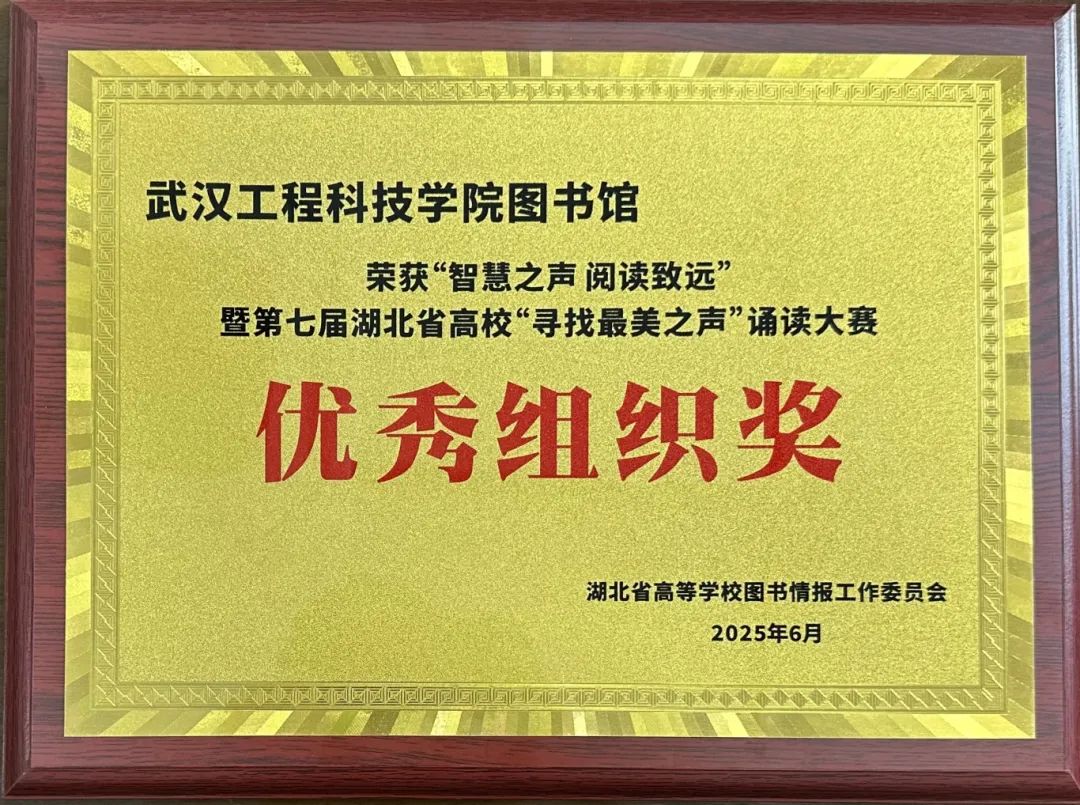 武汉工程科技学院图书馆
荣获“智慧之声 阅读致远”
暨第七届湖北省高校“寻找最美之声”诵读大赛
优秀组织奖
湖北省高等学校图书情报工作委员会
2025年6月